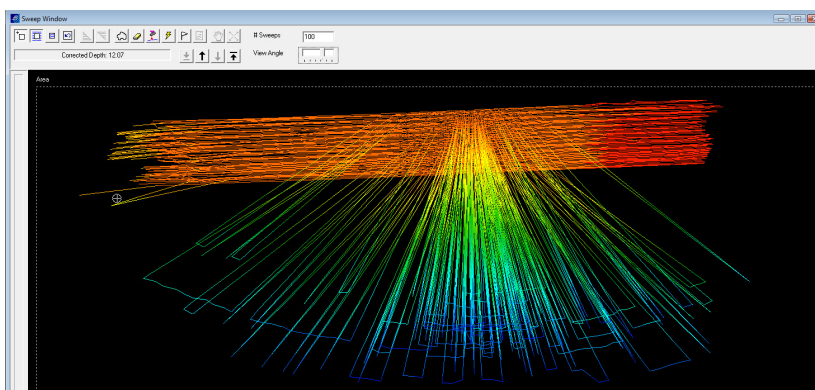 Sweep Window
# Sweeps 100
Corrected Depth: 12.07
View Angle
Area